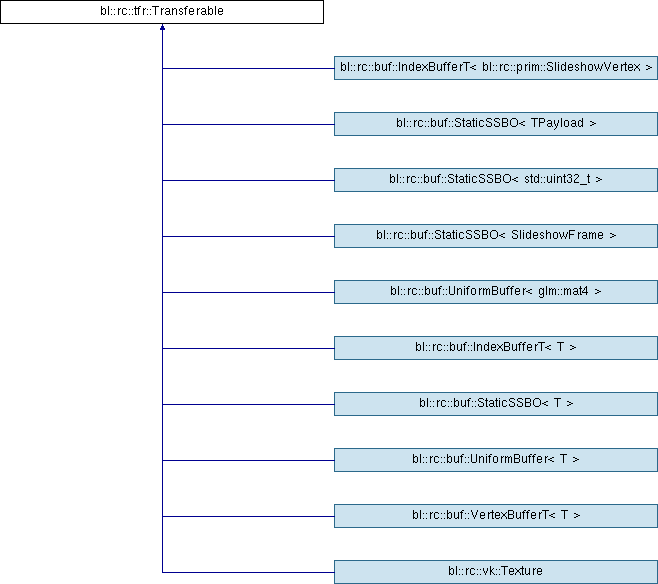 bl::rc::tfr::Transferable
bl::rc::buf::IndexBufferT< bl::rc::prim::SlideshowVertex >
bl::rc::buf::StaticSSBO< TPayload >
bl::rc::buf::StaticSSBO< std::uint32_t >
bl::rc::buf::StaticSSBO< SlideshowFrame >
bl::rc::buf::UniformBuffer< glm::mat4 >
bl::rc::buf::IndexBufferT< T >
bl::rc::buf::StaticSSBO< T >
bl::rc::buf::UniformBuffer< T >
bl::rc::buf::VertexBufferT< T >
bl::rc::vk::Texture